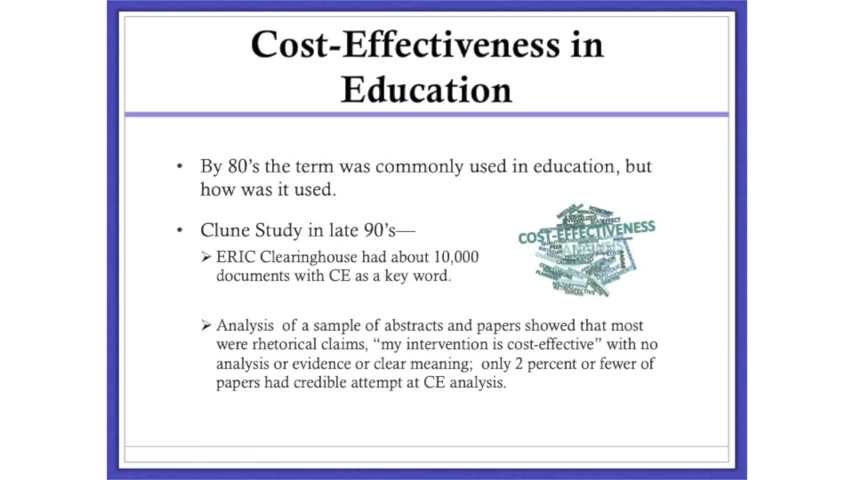 Cost-Effectiveness in
Education
• By 80’s the term was commonly used in education, but
how was it used.
• Clune Study in late 90’s—
➢ ERIC Clearinghouse had about 10,000
documents with CE as a key word.
COST-EFFECTIVENESS
ANALYSIS
➢ Analysis of a sample of abstracts and papers showed that most
were rhetorical claims, “my intervention is cost-effective” with no
analysis or evidence or clear meaning; only 2 percent or fewer of
papers had credible attempt at CE analysis.